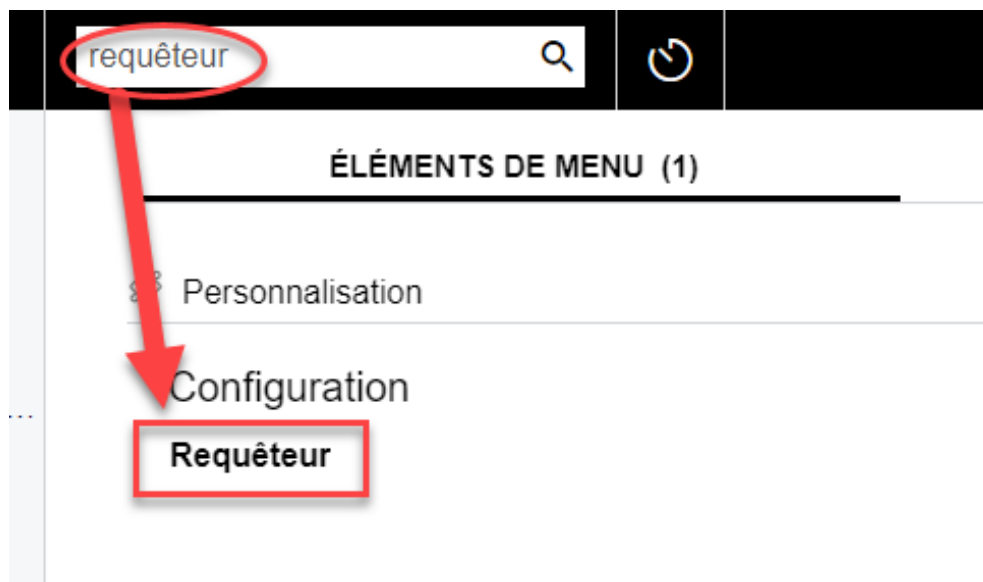 requêteur
ÉLÉMENTS DE MENU (1)
Personnalisation
Configuration
Requêteur